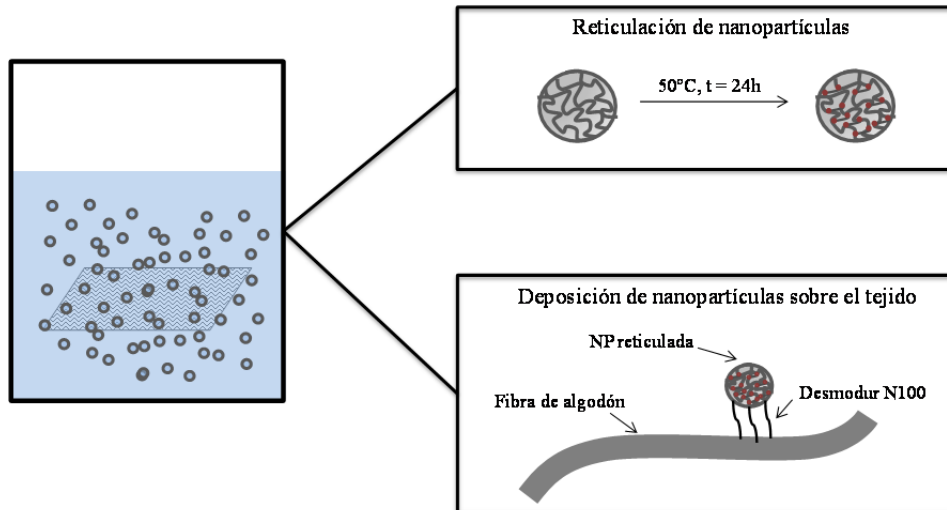 Reticulación de nanopartículas
50°C, t = 24h
Deposición de nanopartículas sobre el tejido
NP reticulada
Desmodur N100
Fibra de algodón